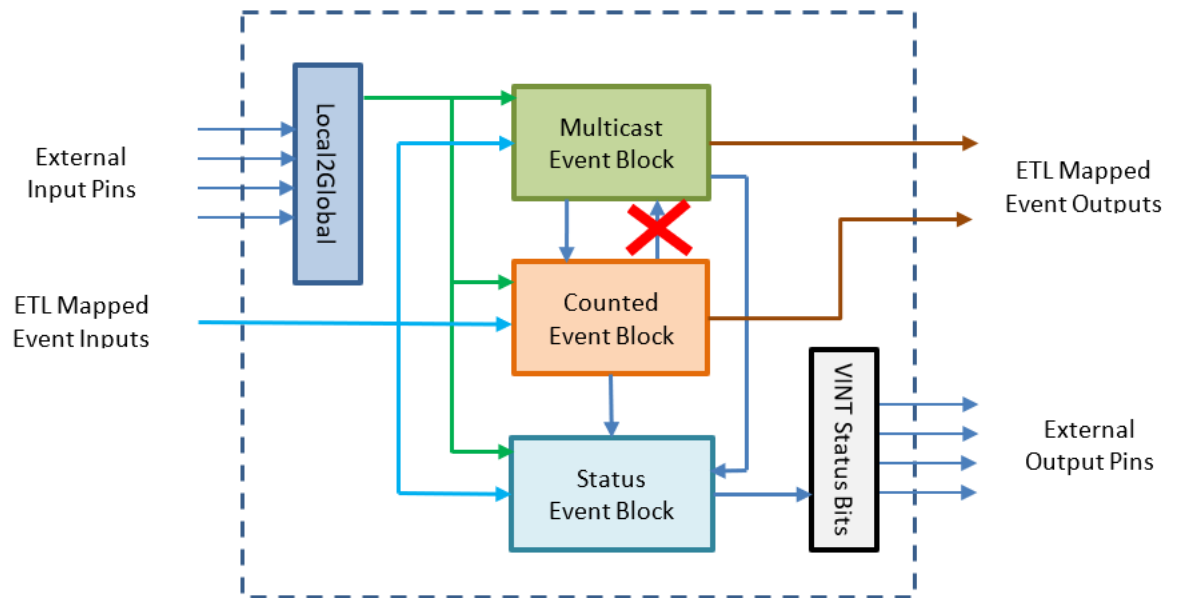 External
Input Pins
ETL Mapped
Event Inputs
Local2Global
Multicast
Event Block
Counted
Event Block
Status
Event Block
VINT Status Bits
ETL Mapped
Event Outputs
External
Output Pins